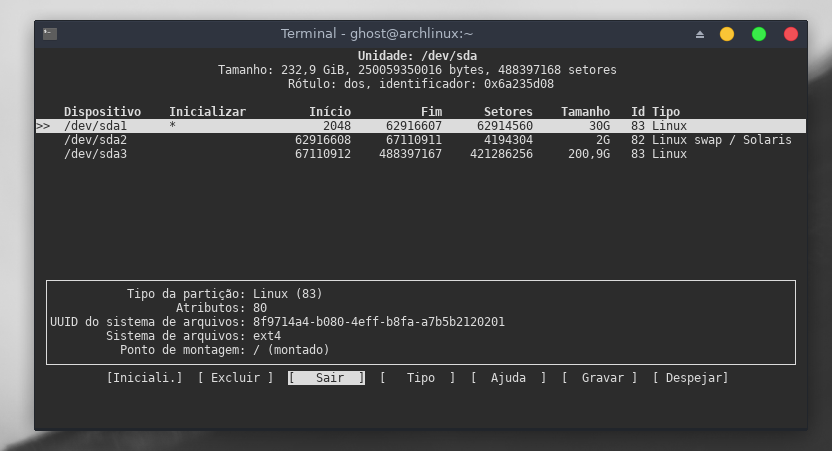 Terminal - ghost@archlinux:~
Unidade: /dev/sda
Tamanho: 232,9 GiB, 250059350016 bytes, 488397168 setores
Rótulo: dos, identificador: 0x6a235d08
Dispositivo Inicializar Início Fim Setores Tamanho Id Tipo
>> /dev/sda1 * 2048 62916607 62914560 30G 83 Linux
/dev/sda2 62916608 67110911 4194304 2G 82 Linux swap / Solaris
/dev/sda3 67110912 488397167 421286256 200,9G 83 Linux
Tipo da partição: Linux (83)
Atributos: 80
UUID do sistema de arquivos: 8f9714a4-b080-4eff-b8fa-a7b5b2120201
Sistema de arquivos: ext4
Ponto de montagem: / (montado)
[Iniciali.] [ Excluir ] [ Sair ] [ Tipo ] [ Ajuda ] [ Gravar ] [ Despejar]